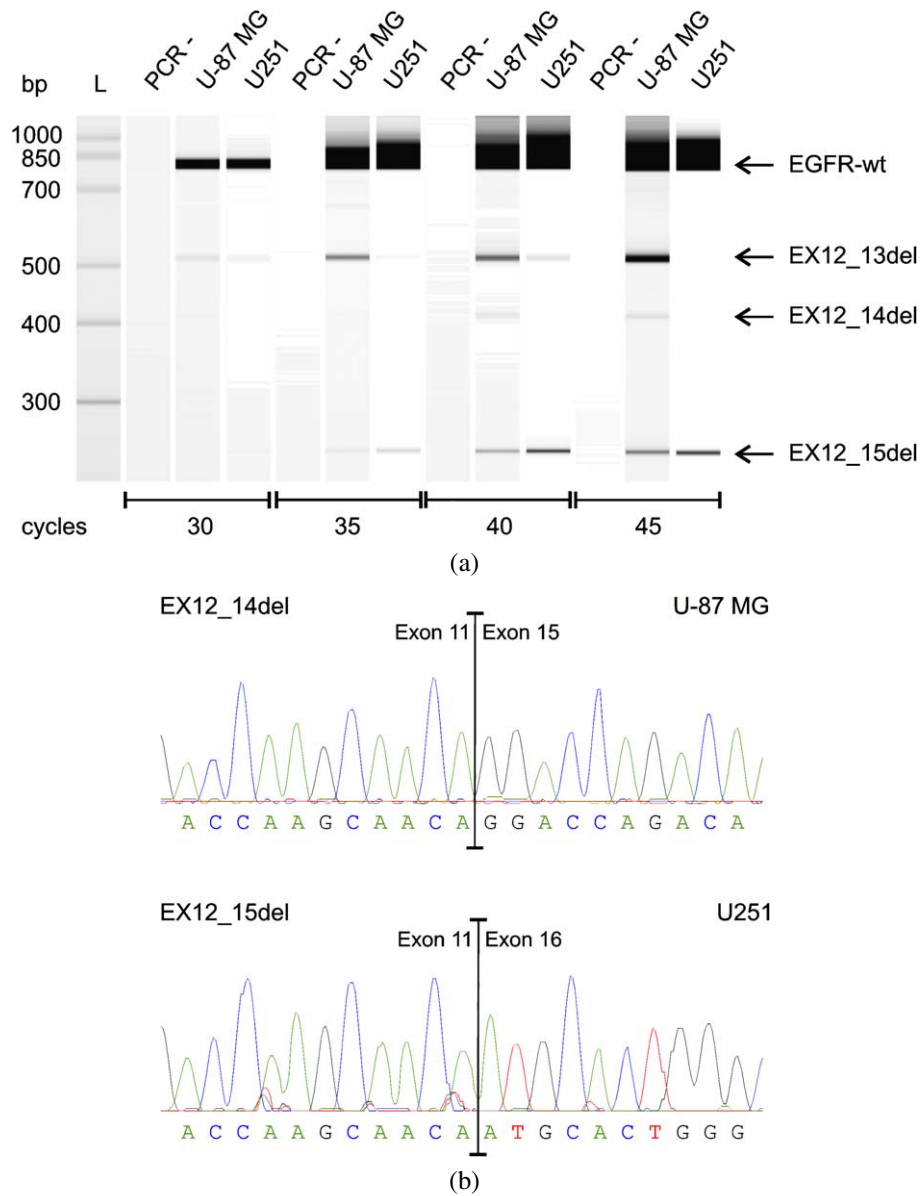 bp L PCR - U-87 MG U251 PCR - U-87 MG U251 PCR - U-87 MG U251 PCR - U-87 MG U251
1000
850
700
500
400
300
EGFR-wt
EX12_13del
EX12_14del
EX12_15del
cycles 30 35 40 45
(a)
EX12_14del U-87 MG
Exon 11 Exon 15
A C C A A G C A A C A G G A C C A G A C A
EX12_15del U251
Exon 11 Exon 16
A C C A A G C A A C A A T G C A C T G G G
(b)